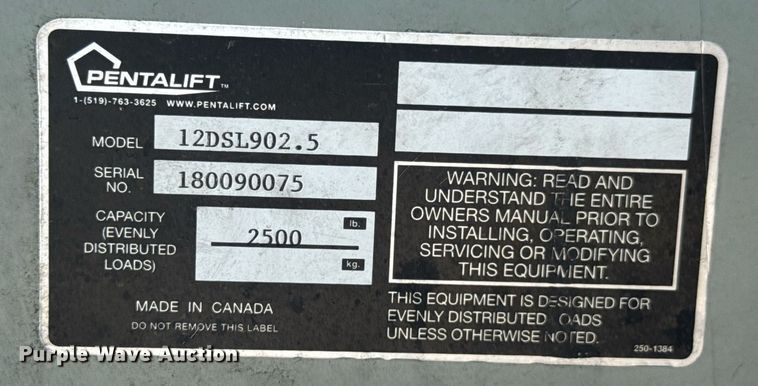 PENTALIFT TM
1-(519)-763-3625 WWW.PENTALIFT.COM
MODEL 12DSL902.5
SERIAL NO. 180090075
CAPACITY
(EVENLY
DISTRIBUTED
LOADS)
lb.
2500
kg.
MADE IN CANADA
DO NOT REMOVE THIS LABEL
WARNING: READ AND
UNDERSTAND THE ENTIRE
OWNERS MANUAL PRIOR TO
INSTALLING, OPERATING,
SERVICING OR MODIFYING
THIS EQUIPMENT.
THIS EQUIPMENT IS DESIGNED FOR
EVENLY DISTRIBUTED LOADS
UNLESS OTHERWISE NOTED.
250-1384
Purple Wave Auction